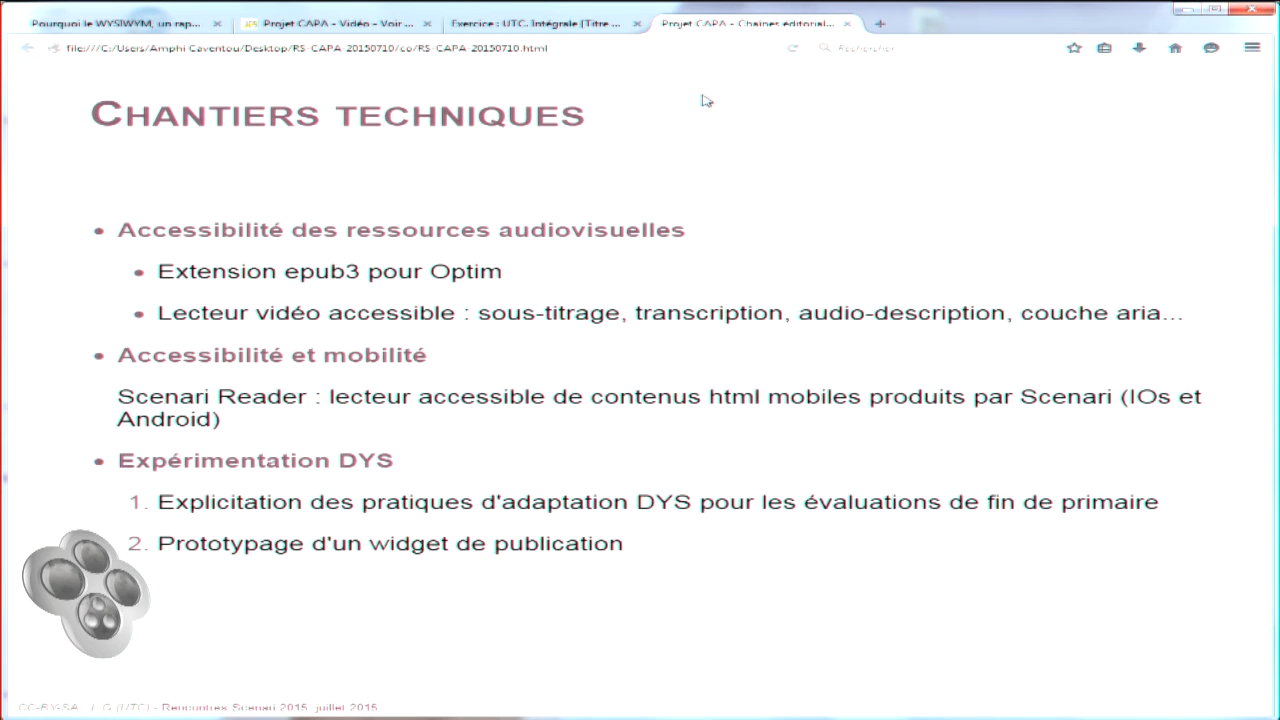 Pourquoi le WYSIWYM, un rap...
Projet CAPA - Vidéo - Voir ...
Exercice : UTC. Intégrale [Titre ...
Projet CAPA - Chaînes éditorial...
file:///C:/Users/Amphi Caventou/Desktop/RS-CAPA-20150710/co/RS-CAPA-20150710.html
Rechercher
CHANTIERS TECHNIQUES
• Accessibilité des ressources audiovisuelles
• Extension epub3 pour Optim
• Lecteur vidéo accessible : sous-titrage, transcription, audio-description, couche aria...
• Accessibilité et mobilité
Scenari Reader : lecteur accessible de contenus html mobiles produits par Scenari (IOs et
Android)
• Expérimentation DYS
1. Explicitation des pratiques d'adaptation DYS pour les évaluations de fin de primaire
2. Prototypage d'un widget de publication
CC-BY-SA (UTC) - Rencontres Scenari 2015, juillet 2015